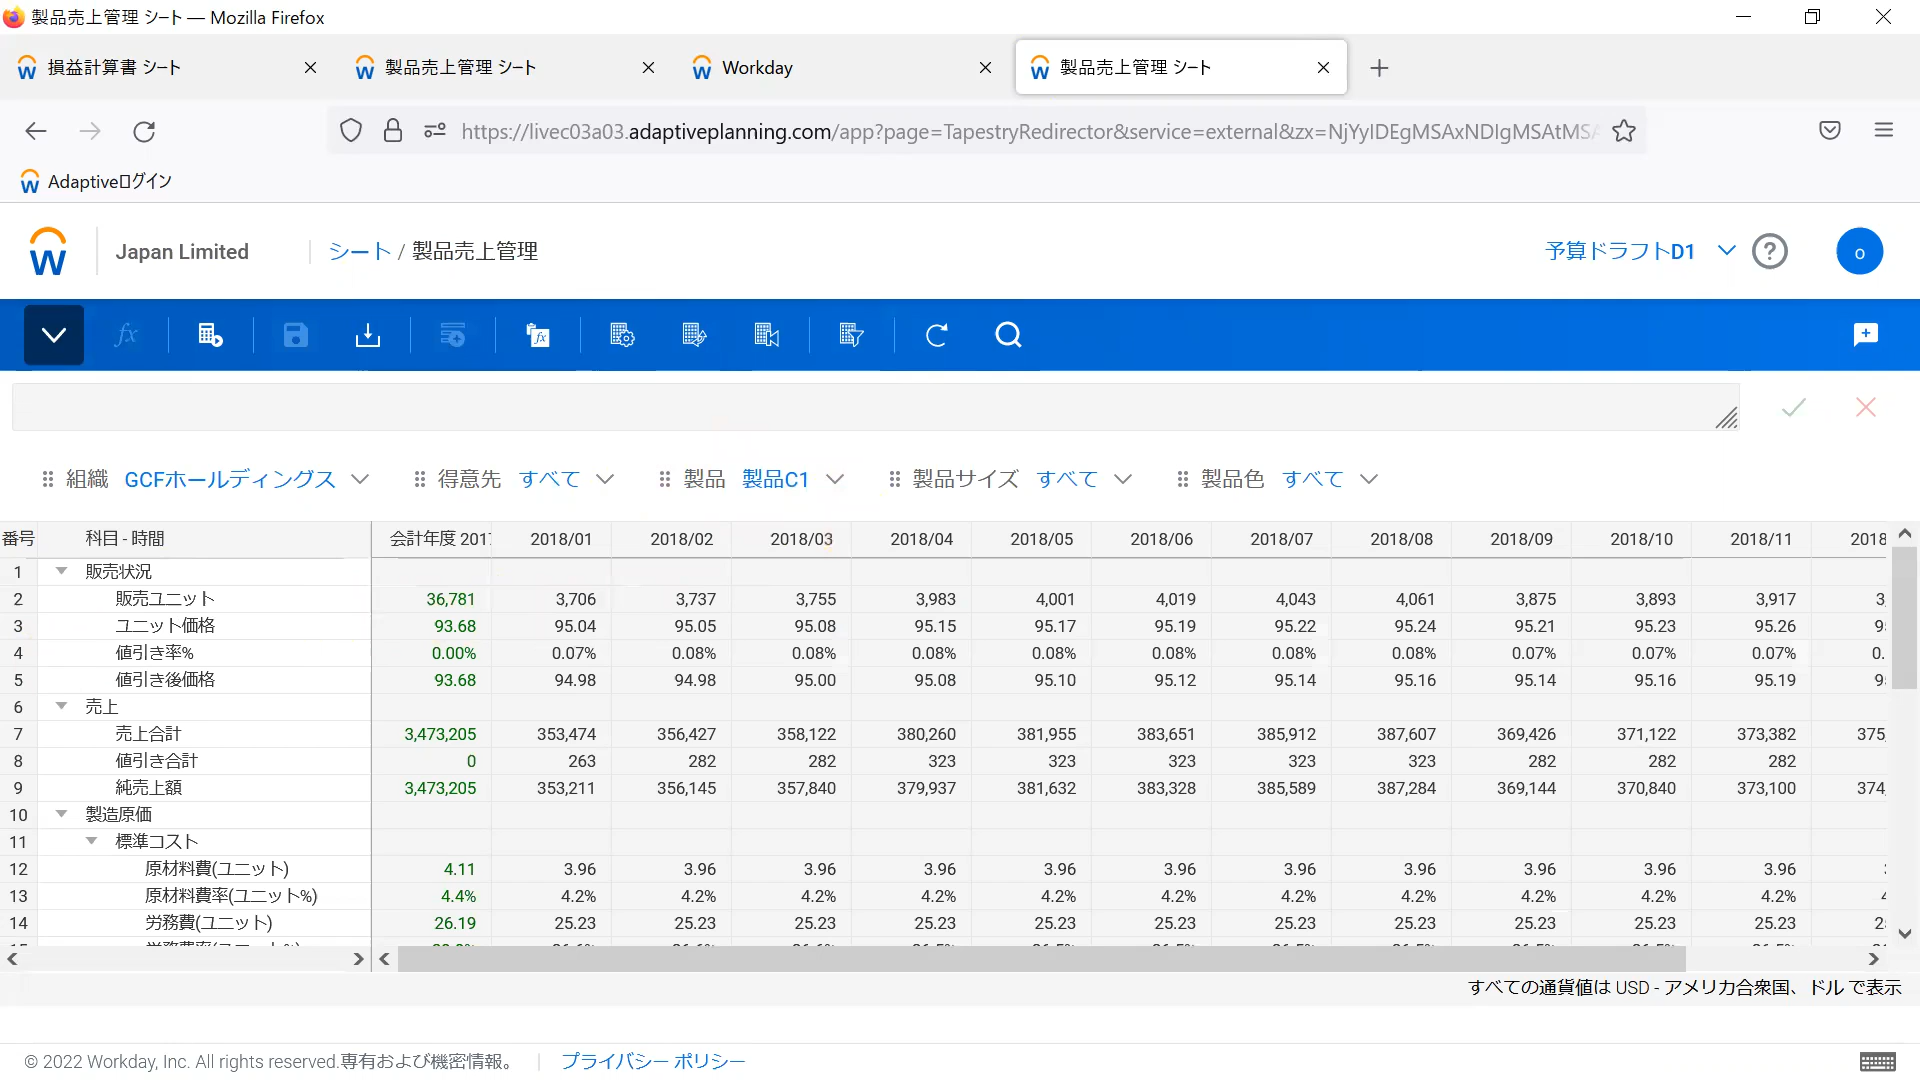 製品売上管理 シート — Mozilla Firefox
損益計算書 シート
製品売上管理 シート
Workday
製品売上管理 シート
https://livec03a03.adaptiveplanning.com/app?page=TapestryRedirector&service=external&zx=NjYyIDEgMSAxNDIgMSAtMSA
Adaptiveログイン
Japan Limited
シート / 製品売上管理
予算ドラフトD1
組織 GCFホールディングス 得意先 すべて 製品 製品C1 製品サイズ すべて 製品色 すべて
番号 科目 - 時間 会計年度 2017 2018/01 2018/02 2018/03 2018/04 2018/05 2018/06 2018/07 2018/08 2018/09 2018/10 2018/11 2018
1 販売状況
2 販売ユニット 36,781 3,706 3,737 3,755 3,983 4,001 4,019 4,043 4,061 3,875 3,893 3,917 3,
3 ユニット価格 93.68 95.04 95.05 95.08 95.15 95.17 95.19 95.22 95.24 95.21 95.23 95.26
4 値引き率% 0.00% 0.07% 0.08% 0.08% 0.08% 0.08% 0.08% 0.08% 0.08% 0.07% 0.07% 0.07% 0.
5 値引き後価格 93.68 94.98 94.98 95.00 95.08 95.10 95.12 95.14 95.16 95.14 95.16 95.19
6 売上
7 売上合計 3,473,205 353,474 356,427 358,122 380,260 381,955 383,651 385,912 387,607 369,426 371,122 373,382 375,
8 値引き合計 0 263 282 282 323 323 323 323 323 282 282 282
9 純売上額 3,473,205 353,211 356,145 357,840 379,937 381,632 383,328 385,589 387,284 369,144 370,840 373,100 374,
10 製造原価
11 標準コスト
12 原材料費(ユニット) 4.11 3.96 3.96 3.96 3.96 3.96 3.96 3.96 3.96 3.96 3.96 3.96
13 原材料費率(ユニット%) 4.4% 4.2% 4.2% 4.2% 4.2% 4.2% 4.2% 4.2% 4.2% 4.2% 4.2% 4.2%
14 労務費(ユニット) 26.19 25.23 25.23 25.23 25.23 25.23 25.23 25.23 25.23 25.23 25.23 25.23
すべての通貨値は USD - アメリカ合衆国、ドル で表示
© 2022 Workday, Inc. All rights reserved.専有および機密情報。 プライバシー ポリシー